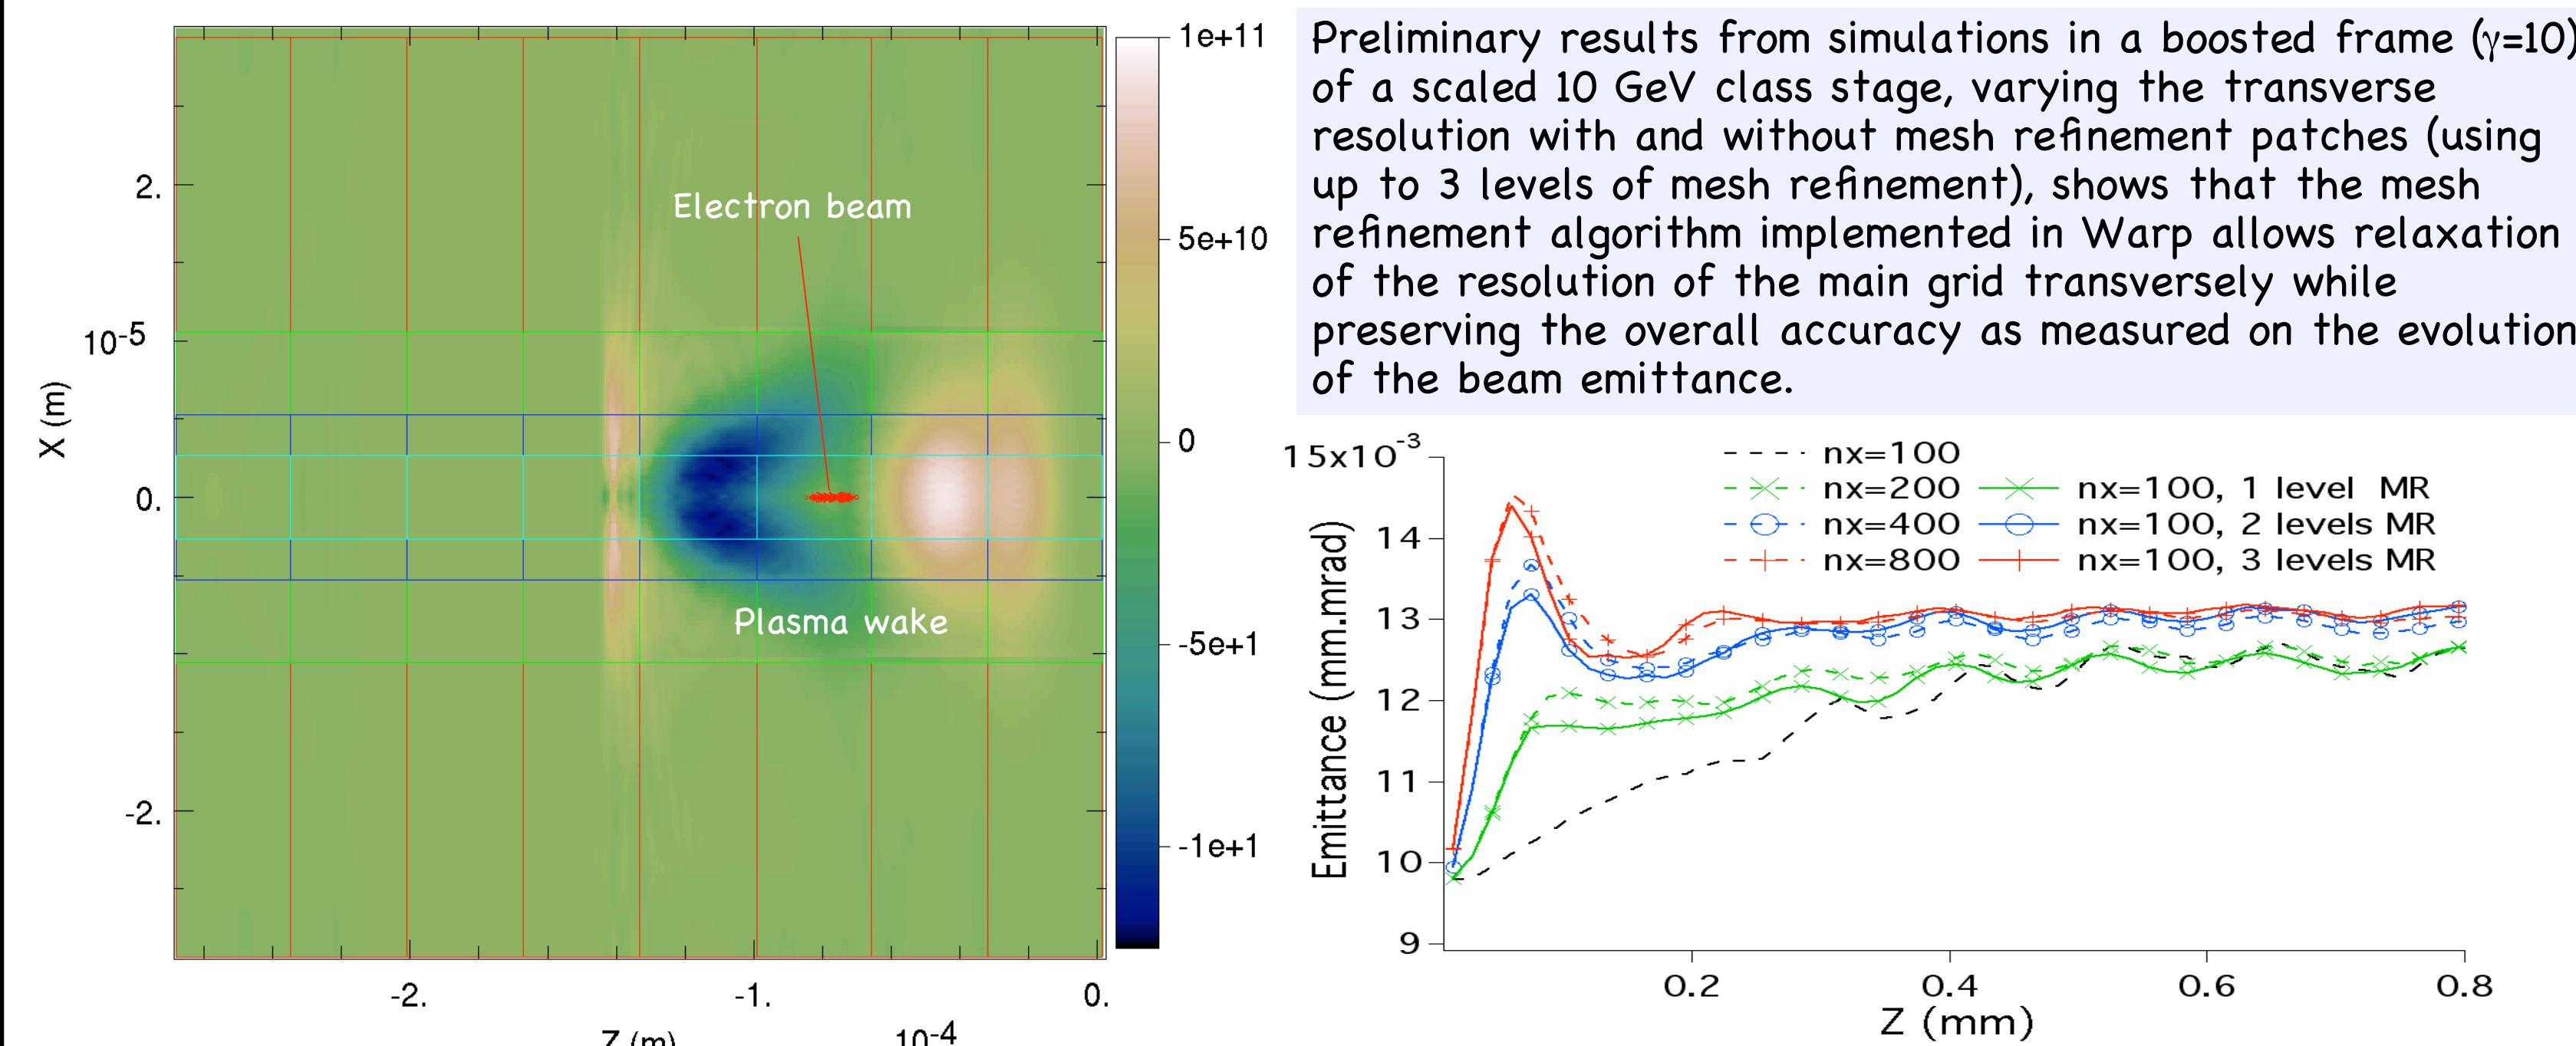 1e+11
5e+10
0
-5e+1
-1e+1
2.
10-5
0.
-2.
X (m)
Electron beam
Plasma wake
-2.
-1.
0.
Z (m)
10-4
Preliminary results from simulations in a boosted frame (γ=10)
of a scaled 10 GeV class stage, varying the transverse
resolution with and without mesh refinement patches (using
up to 3 levels of mesh refinement), shows that the mesh
refinement algorithm implemented in Warp allows relaxation
of the resolution of the main grid transversely while
preserving the overall accuracy as measured on the evolution
of the beam emittance.
15x10-3
14
13
12
11
10
9
Emittance (mm.mrad)
nx=100
nx=200
nx=100, 1 level MR
nx=400
nx=100, 2 levels MR
nx=800
nx=100, 3 levels MR
0.2
0.4
0.6
0.8
Z (mm)